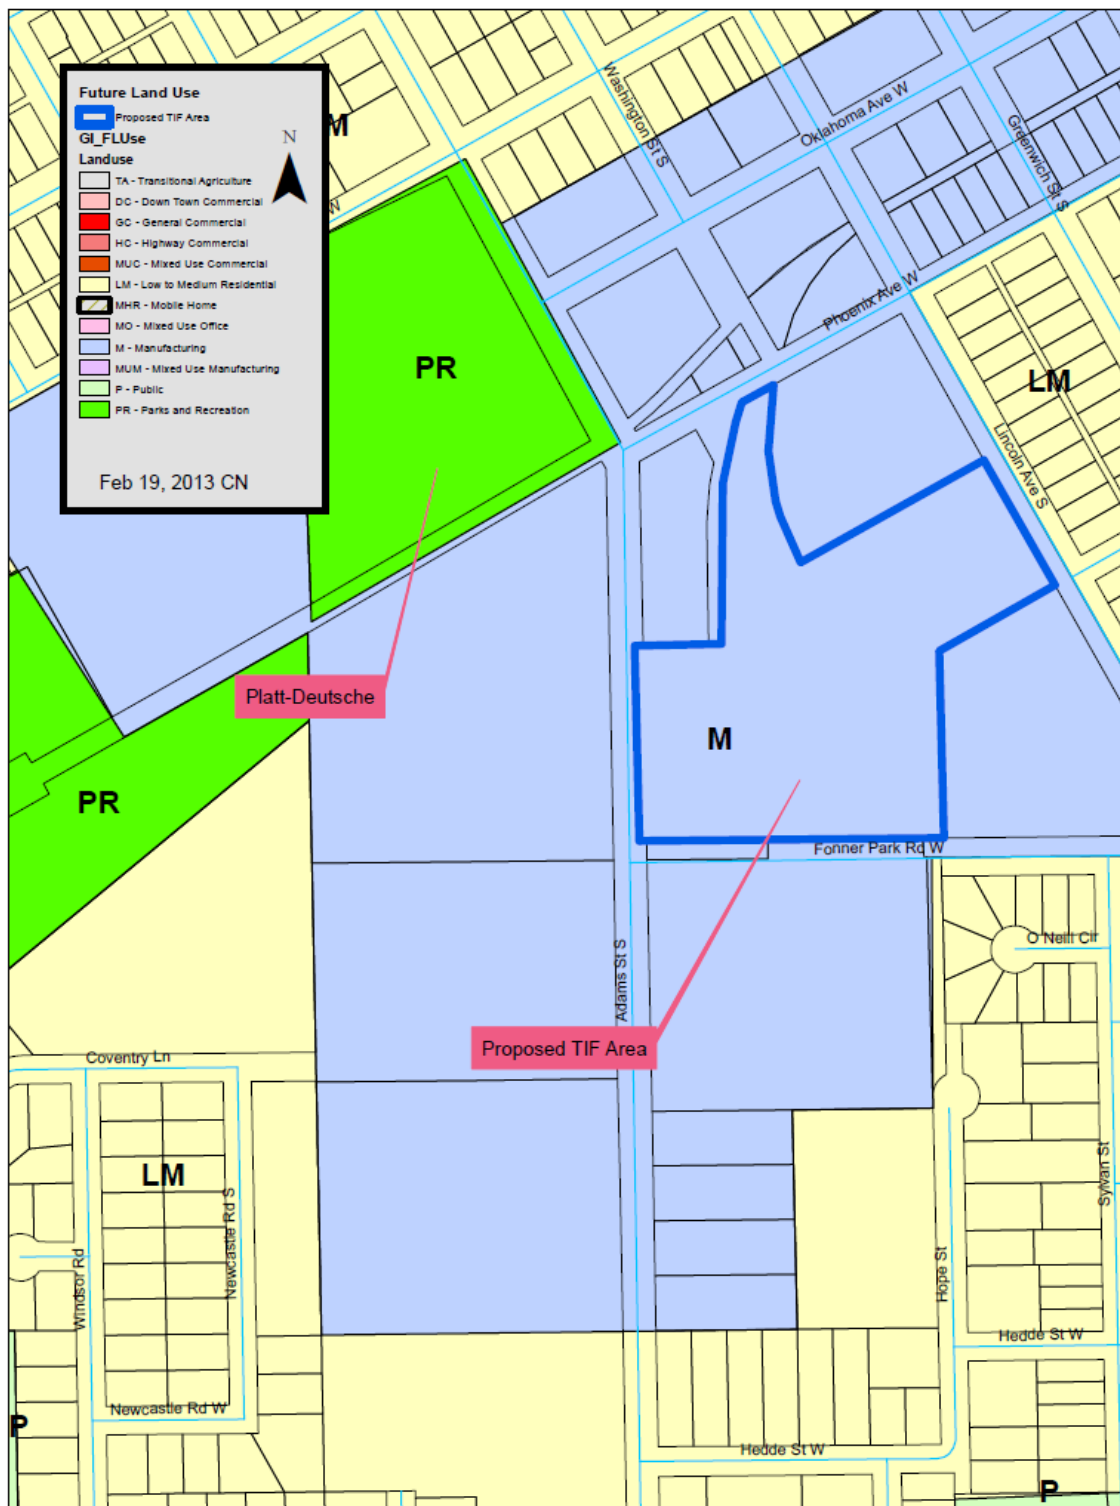 Future Land Use
Proposed TIF Area
GI_FLUse
Landuse
TA - Transitional Agriculture
DC - Down Town Commercial
GC - General Commercial
HC - Highway Commercial
MUC - Mixed Use Commercial
LM - Low to Medium Residential
MHR - Mobile Home
MO - Mixed Use Office
M - Manufacturing
MUM - Mixed Use Manufacturing
P - Public
PR - Parks and Recreation
N
Feb 19, 2013 CN
M
W
Washington St S
Oklahoma Ave W
Greenwich St S
Phoenix Ave W
PR
LM
Lincoln Ave S
Platt-Deutsche
M
PR
Fonner Park Rd W
O Neill Cir
Adams St S
Proposed TIF Area
Coventry Ln
LM
Newcastle Rd S
Windsor Rd
Sylvan St
Hope St
Hedde St W
Newcastle Rd W
P
Hedde St W
P